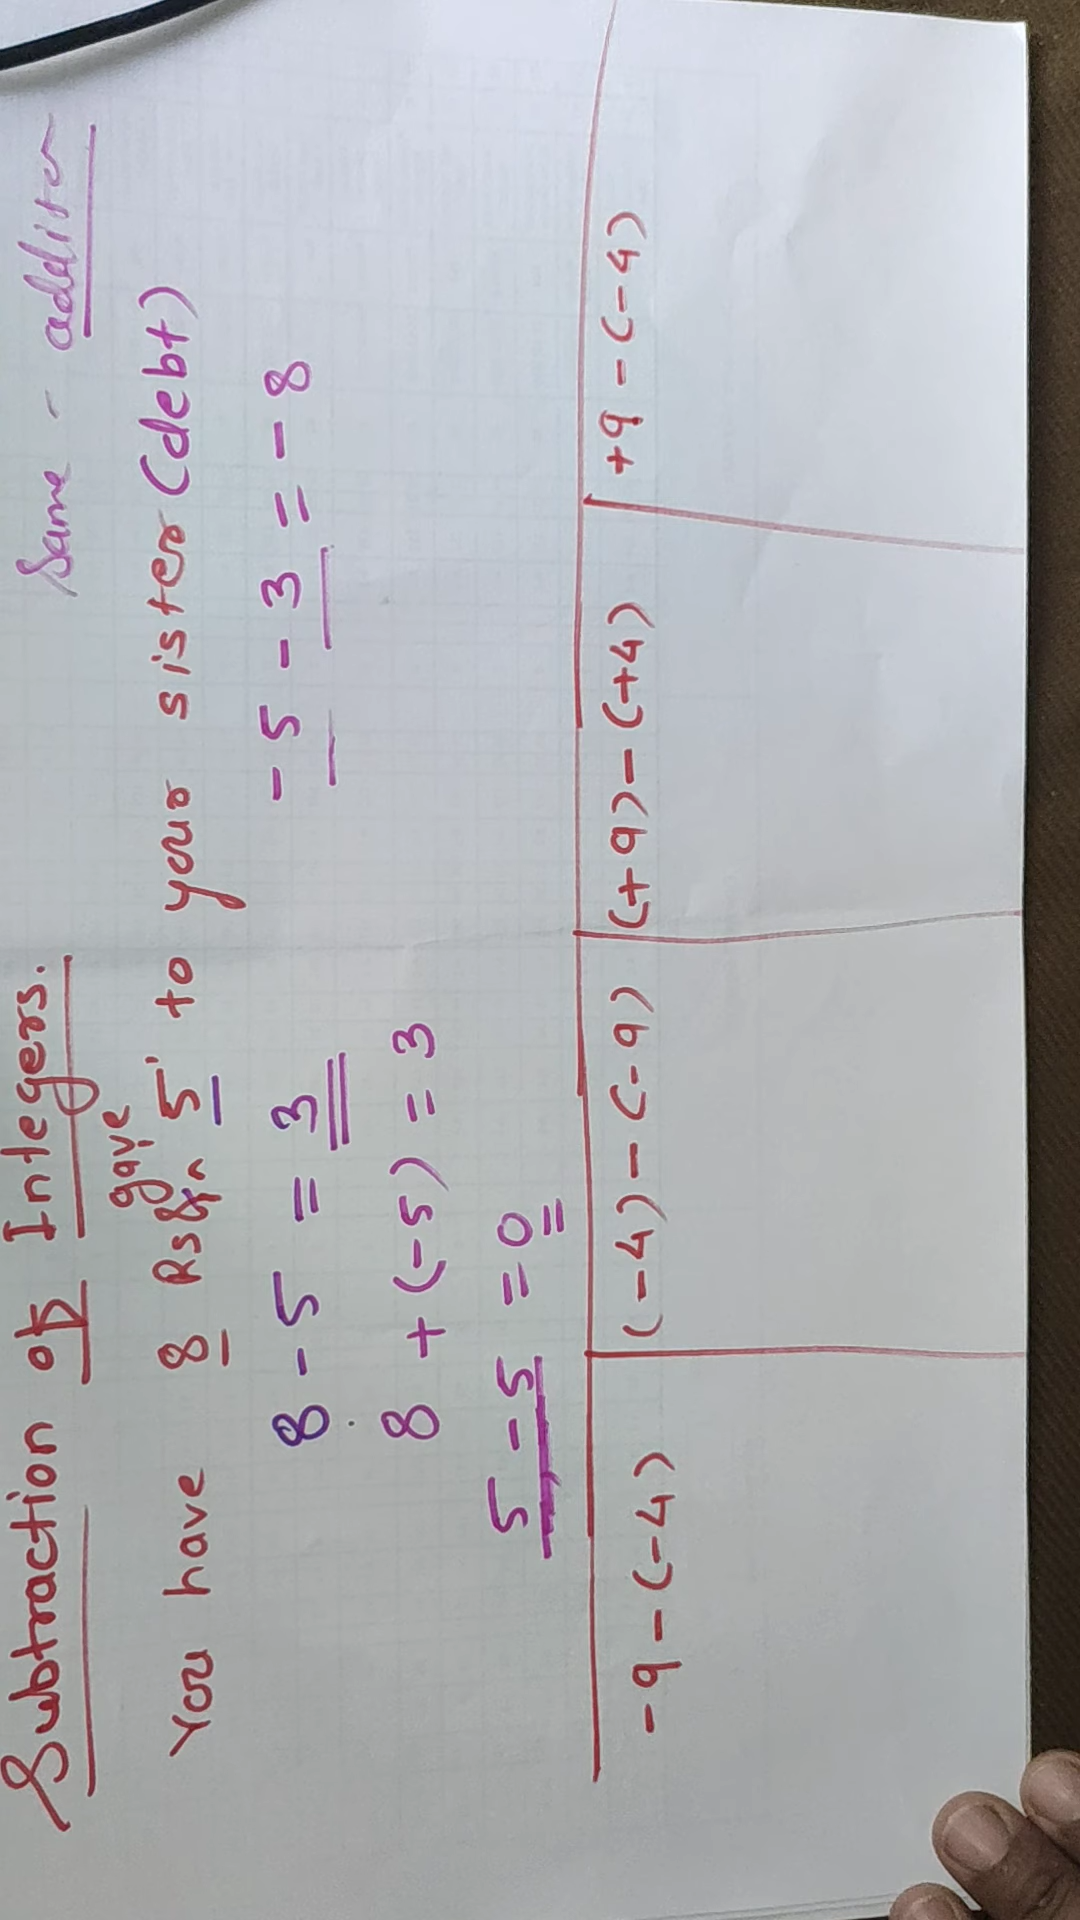 Same - addition
Subtraction of Integers.
gave
You have 8 Rs & 5 to your sister (debt)
8 - 5 = 3
- 5 - 3 = - 8
8 + (-5) = 3
5 - 5 = 0
-9-(-4)
(-4)-(-9)
(+9)-(+4)
+9-(-4)